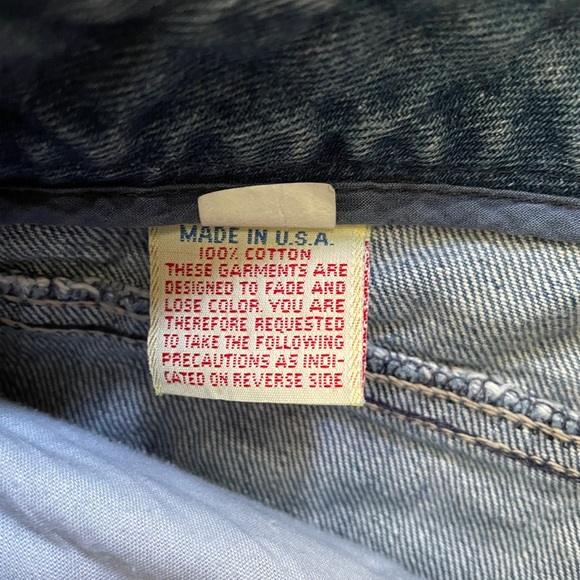 MADE IN U.S.A.
100% COTTON
THESE GARMENTS ARE
DESIGNED TO FADE AND
LOSE COLOR. YOU ARE
THEREFORE REQUESTED
TO TAKE THE FOLLOWING
PRECAUTIONS AS INDI-
CATED ON REVERSE SIDE